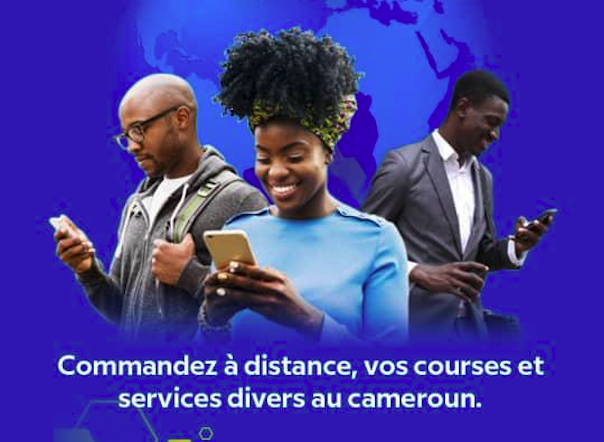 Commandez à distance, vos courses et
services divers au cameroun.